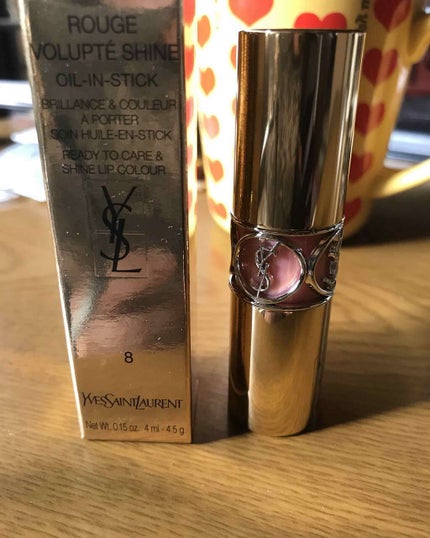 ROUGE
VOLUPTÉ SHINE
OIL-IN-STICK
BRILLANCE & COULEUR
A PORTER
SOIN HUILE-EN-STICK
READY TO CARE &
SHINE LIP COLOUR
YSL
8
YVESSAINTLAURENT
Net Wt. 0.15 oz. 4 ml - 4.5 g
YSL